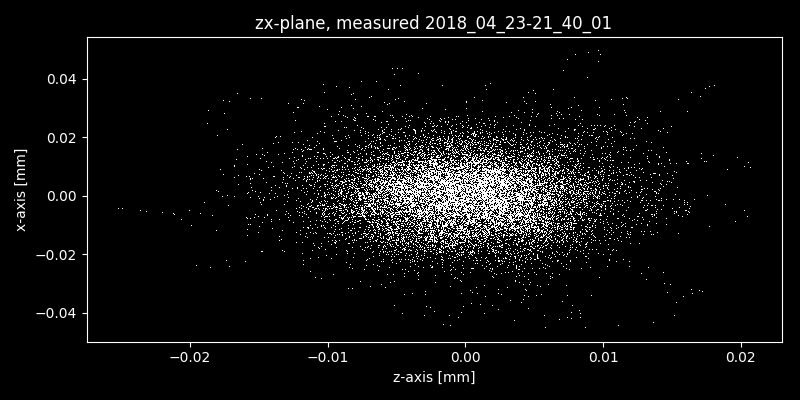 zx-plane, measured 2018_04_23-21_40_01
0.04
0.02
0.00
−0.02
−0.04
x-axis [mm]
−0.02 −0.01 0.00 0.01 0.02
z-axis [mm]